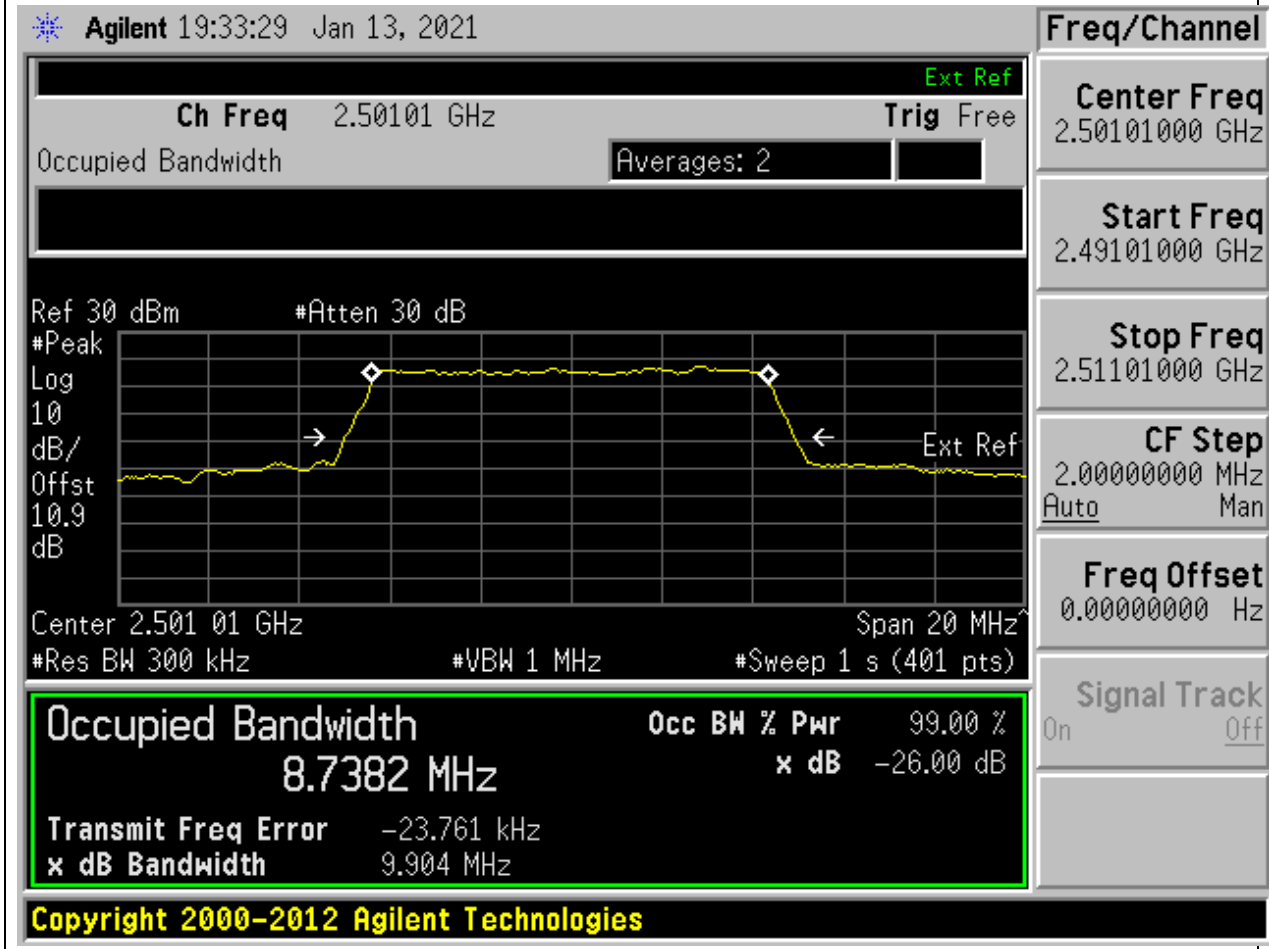 Agilent 19:33:29 Jan 13, 2021
Freq/Channel
Ext Ref
Ch Freq 2.50101 GHz Trig Free
Occupied Bandwidth Averages: 2
Center Freq
2.50101000 GHz
Start Freq
2.49101000 GHz
Stop Freq
2.51101000 GHz
CF Step
2.00000000 MHz
Auto Man
Freq Offset
0.00000000 Hz
Signal Track
On Off
Ref 30 dBm #Atten 30 dB
#Peak
Log
10
dB/
Offst
10.9
dB
Ext Ref
Center 2.501 01 GHz Span 20 MHz^
#Res BW 300 kHz #VBW 1 MHz #Sweep 1 s (401 pts)
Occupied Bandwidth Occ BW % Pwr 99.00 %
8.7382 MHz x dB -26.00 dB
Transmit Freq Error -23.761 kHz
x dB Bandwidth 9.904 MHz
Copyright 2000-2012 Agilent Technologies